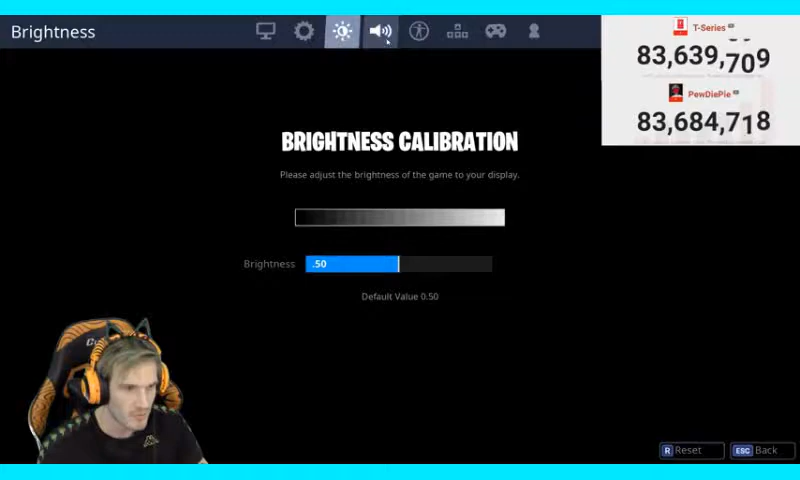 Brightness
T-Series
83,639,709
PewDiePie
83,684,718
BRIGHTNESS CALIBRATION
Please adjust the brightness of the game to your display.
Brightness .50
Default Value 0.50
R Reset ESC Back